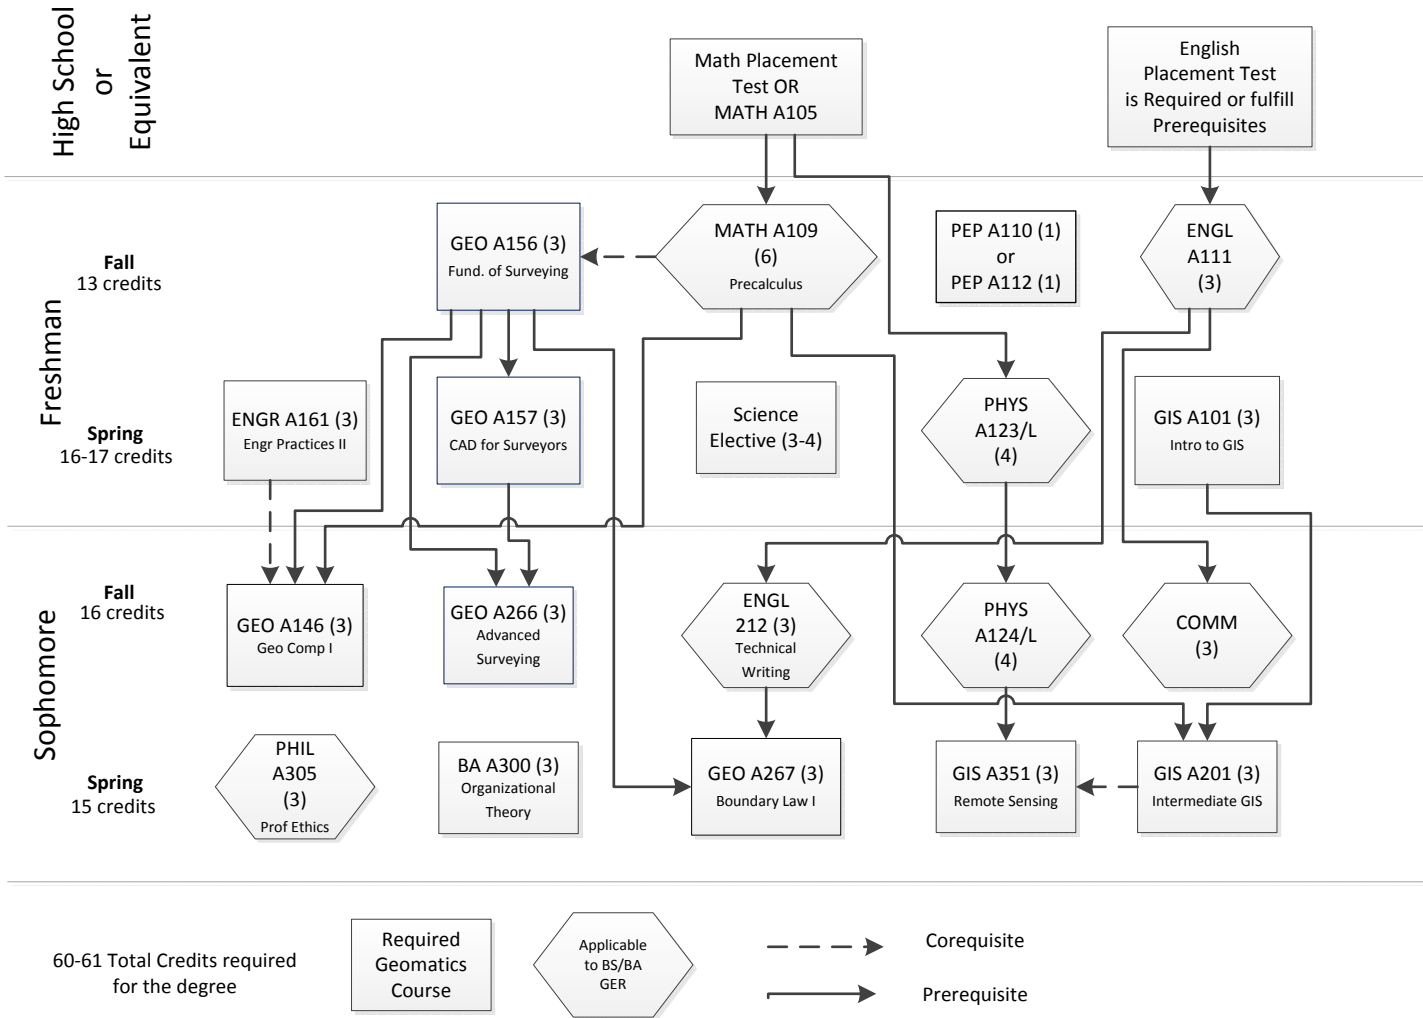 High School
or
Equivalent
Math Placement
Test OR
MATH A105
English
Placement Test
is Required or fulfill
Prerequisites
Freshman
Fall
13 credits
GEO A156 (3)
Fund. of Surveying
MATH A109
(6)
Precalculus
PEP A110 (1)
or
PEP A112 (1)
ENGL
A111
(3)
Spring
16-17 credits
ENGR A161 (3)
Engr Practices II
GEO A157 (3)
CAD for Surveyors
Science
Elective (3-4)
PHYS
A123/L
(4)
GIS A101 (3)
Intro to GIS
Sophomore
Fall
16 credits
GEO A146 (3)
Geo Comp I
GEO A266 (3)
Advanced
Surveying
ENGL
212 (3)
Technical
Writing
PHYS
A124/L
(4)
COMM
(3)
Spring
15 credits
PHIL
A305
(3)
Prof Ethics
BA A300 (3)
Organizational
Theory
GEO A267 (3)
Boundary Law I
GIS A351 (3)
Remote Sensing
GIS A201 (3)
Intermediate GIS
60-61 Total Credits required
for the degree
Required
Geomatics
Course
Applicable
to BS/BA
GER
Corequisite
Prerequisite